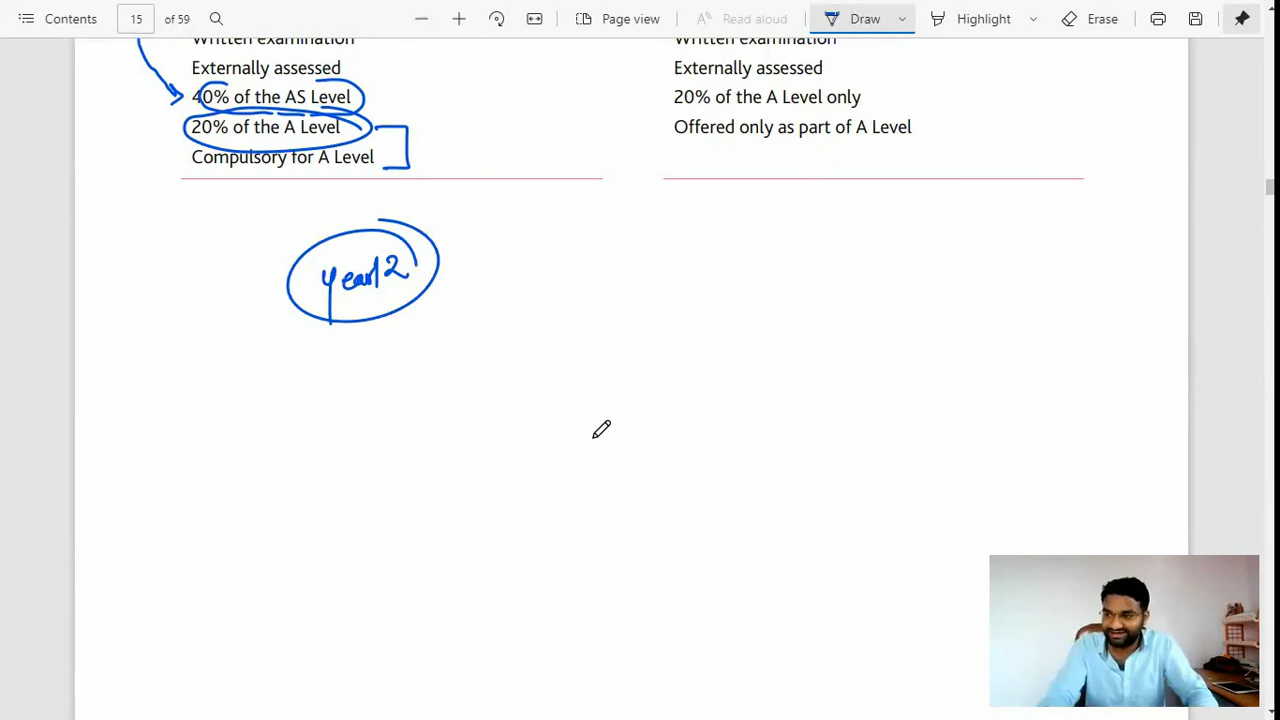 Contents
15 of 59
Page view
Read aloud
Draw
Highlight
Erase
Written examination
Externally assessed
40% of the AS Level
20% of the A Level
Compulsory for A Level
Written examination
Externally assessed
20% of the A Level only
Offered only as part of A Level
year 2